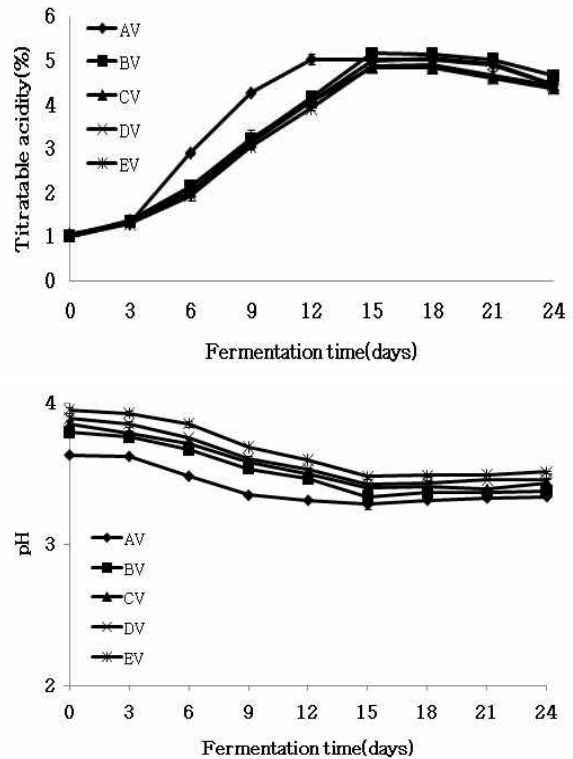 6
5
4
3
2
1
0
Titratable acidity(%)
AV
BV
CV
DV
EV
0 3 6 9 12 15 18 21 24
Fermentation time(days)
4
3
2
pH
AV
BV
CV
DV
EV
0 3 6 9 12 15 18 21 24
Fermentation time(days)